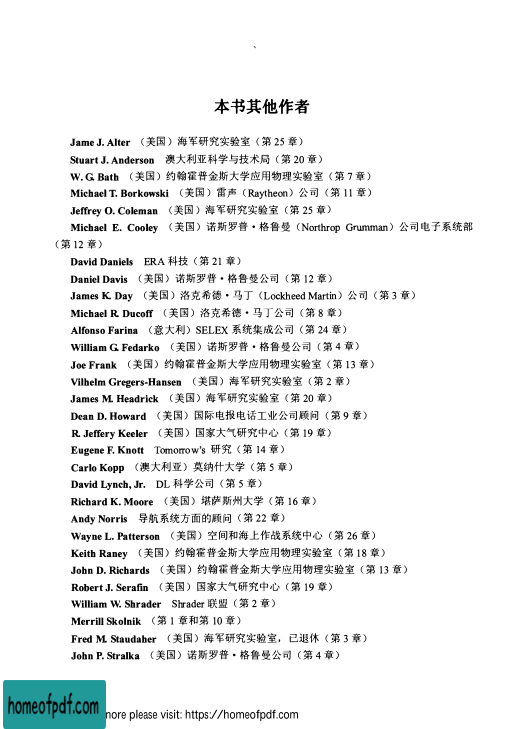 本书其他作者
Jame J. Alter （美国）海军研究实验室（第 25 章）
Stuart J. Anderson 澳大利亚科学与技术局（第 20 章）
W. G. Bath （美国）约翰霍普金斯大学应用物理实验室（第 7 章）
Michael T. Borkowski （美国）雷声（Raytheon）公司（第 11 章）
Jeffrey O. Coleman （美国）海军研究实验室（第 25 章）
Michael E. Cooley （美国）诺斯罗普·格鲁曼（Northrop Grumman）公司电子系统部
（第 12 章）
David Daniels ERA 科技（第 21 章）
Daniel Davis （美国）诺斯罗普·格鲁曼公司（第 12 章）
James K. Day （美国）洛克希德·马丁（Lockheed Martin）公司（第 3 章）
Michael R. Ducoff （美国）洛克希德·马丁公司（第 8 章）
Alfonso Farina （意大利）SELEX 系统集成公司（第 24 章）
William G. Fedarko （美国）诺斯罗普·格鲁曼公司（第 4 章）
Joe Frank （美国）约翰霍普金斯大学应用物理实验室（第 13 章）
Vilhelm Gregers-Hansen （美国）海军研究实验室（第 2 章）
James M. Headrick （美国）海军研究实验室（第 20 章）
Dean D. Howard （美国）国际电报电话工业公司顾问（第 9 章）
R. Jeffery Keeler （美国）国家大气研究中心（第 19 章）
Eugene F. Knott Tomorrow's 研究（第 14 章）
Carlo Kopp （澳大利亚）莫纳什大学（第 5 章）
David Lynch, Jr. DL 科学公司（第 5 章）
Richard K. Moore （美国）堪萨斯州大学（第 16 章）
Andy Norris 导航系统方面的顾问（第 22 章）
Wayne L. Patterson （美国）空间和海上作战系统中心（第 26 章）
Keith Raney （美国）约翰霍普金斯大学应用物理实验室（第 18 章）
John D. Richards （美国）约翰霍普金斯大学应用物理实验室（第 13 章）
Robert J. Serafin （美国）国家大气研究中心（第 19 章）
William W. Shrader Shrader 联盟（第 2 章）
Merrill Skolnik （第 1 章和第 10 章）
Fred M. Staudaher （美国）海军研究实验室，已退休（第 3 章）
John P. Stralka （美国）诺斯罗普·格鲁曼公司（第 4 章）
homeofpdf.com
more please visit: https://homeofpdf.com